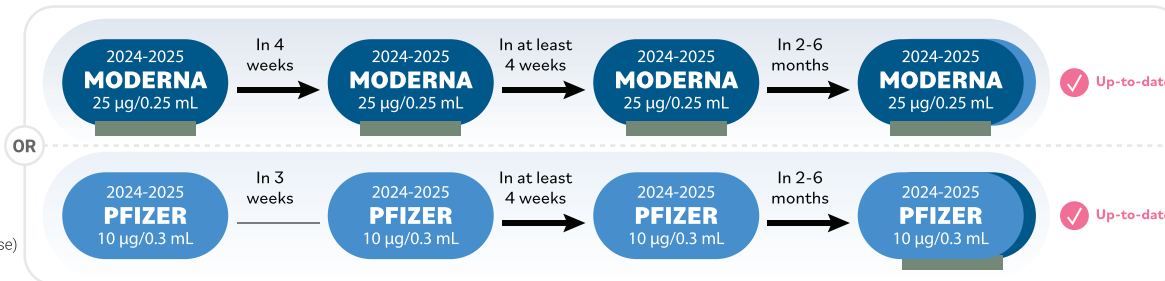 2024-2025
MODERNA
25 µg/0.25 mL
In 4
weeks
2024-2025
MODERNA
25 µg/0.25 mL
In at least
4 weeks
2024-2025
MODERNA
25 µg/0.25 mL
In 2-6
months
2024-2025
MODERNA
25 µg/0.25 mL
Up-to-date
OR
2024-2025
PFIZER
10 µg/0.3 mL
In 3
weeks
2024-2025
PFIZER
10 µg/0.3 mL
In at least
4 weeks
2024-2025
PFIZER
10 µg/0.3 mL
In 2-6
months
2024-2025
PFIZER
10 µg/0.3 mL
Up-to-date
se)